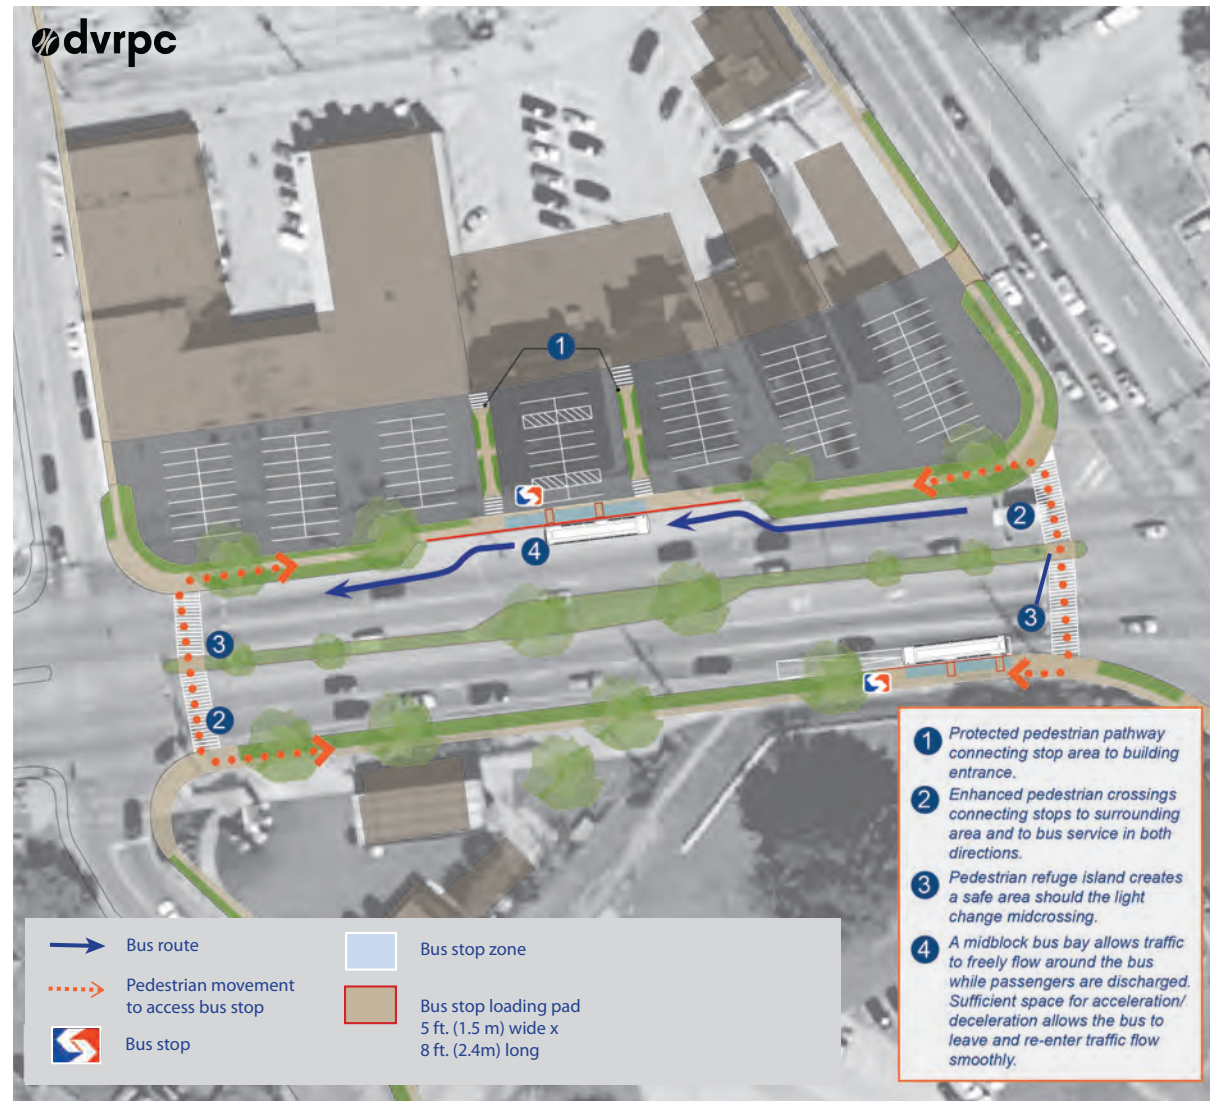 dvrpc
1
4
2
3
3
2
1 Protected pedestrian pathway
connecting stop area to building
entrance.
2 Enhanced pedestrian crossings
connecting stops to surrounding
area and to bus service in both
directions.
3 Pedestrian refuge island creates
a safe area should the light
change midcrossing.
4 A midblock bus bay allows traffic
to freely flow around the bus
while passengers are discharged.
Sufficient space for acceleration/
deceleration allows the bus to
leave and re-enter traffic flow
smoothly.
Bus route
Pedestrian movement
to access bus stop
Bus stop
Bus stop zone
Bus stop loading pad
5 ft. (1.5 m) wide x
8 ft. (2.4m) long